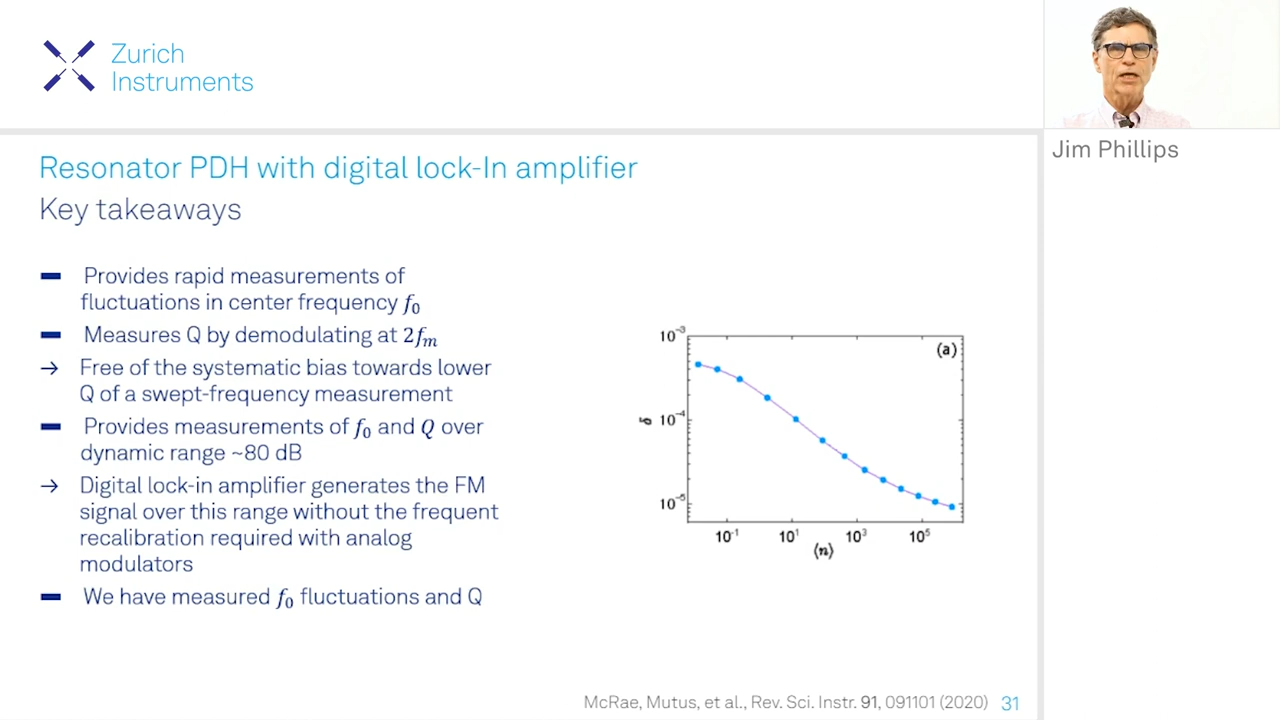 Zurich
Instruments
Jim Phillips
Resonator PDH with digital lock-In amplifier
Key takeaways
Provides rapid measurements of
fluctuations in center frequency f₀
Measures Q by demodulating at 2fₘ
→ Free of the systematic bias towards lower
Q of a swept-frequency measurement
Provides measurements of f₀ and Q over
dynamic range ~80 dB
→ Digital lock-in amplifier generates the FM
signal over this range without the frequent
recalibration required with analog
modulators
We have measured f₀ fluctuations and Q
(a)
10⁻³
10⁻⁴
10⁻⁵
δ
10⁻¹ 10¹ 10³ 10⁵
⟨n⟩
McRae, Mutus, et al., Rev. Sci. Instr. 91, 091101 (2020) 31